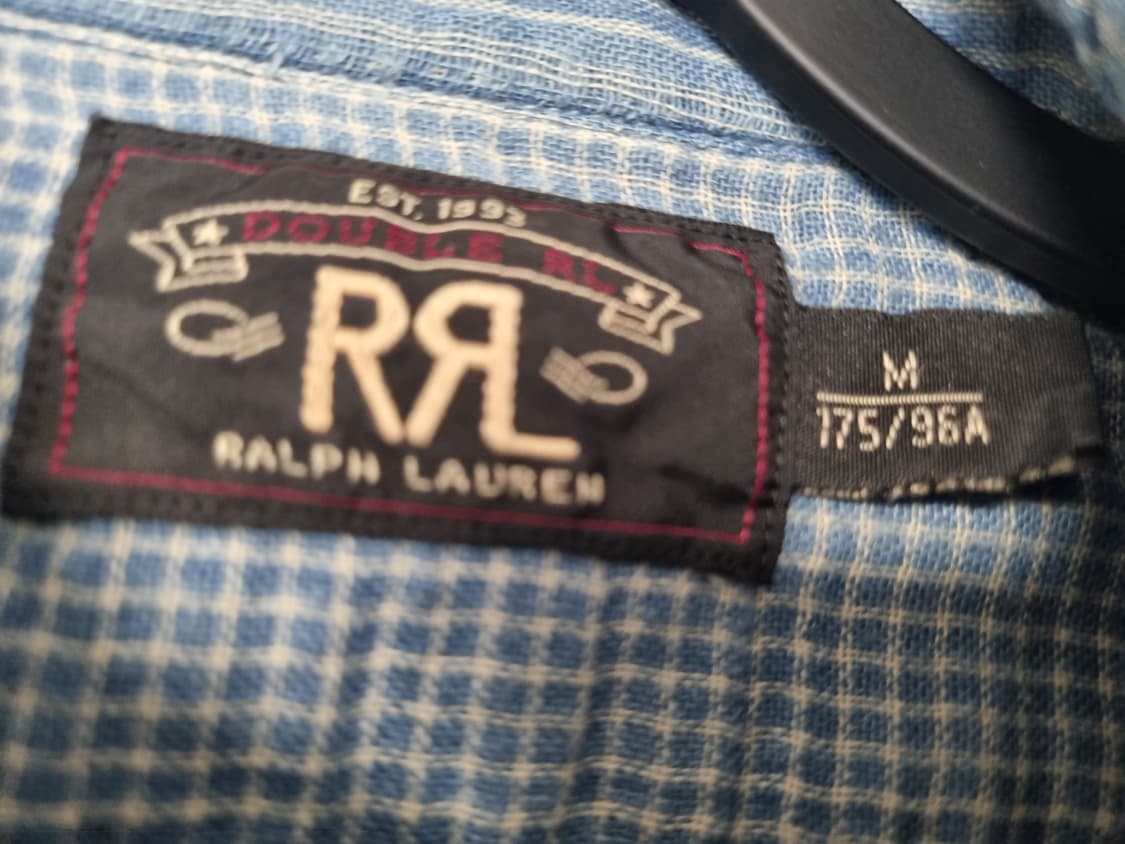 EST. 1993
DOUBLE RL
RRL
RALPH LAUREN
M
175/96A